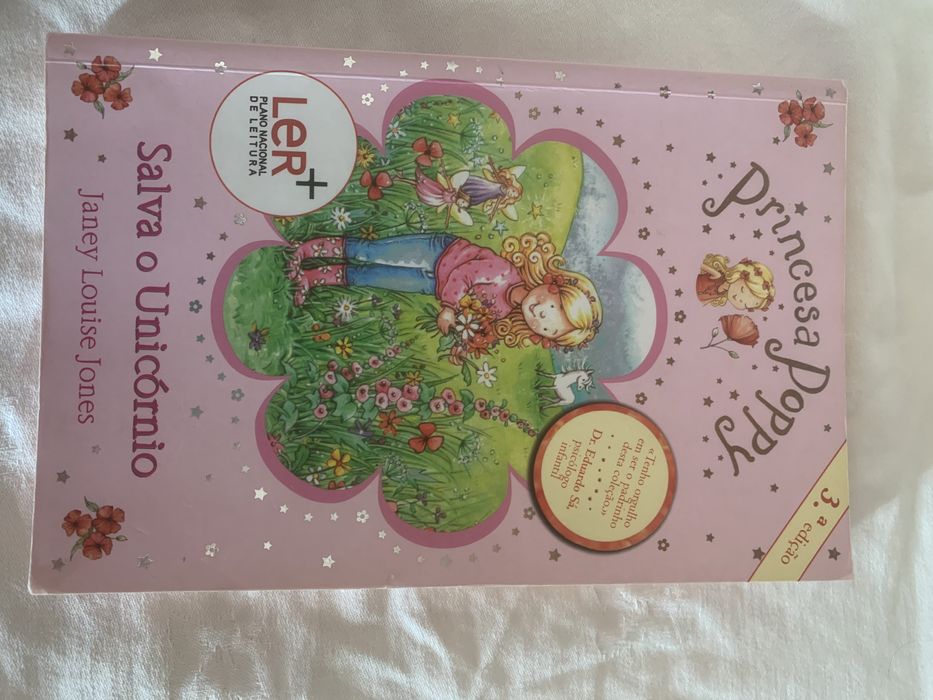 Princesa Poppy
3.ª edição
«Tenho orgulho
em ser o padrinho
desta coleção.»
Dr. Eduardo Sá,
psicólogo
infantil
LeR+
PLANO NACIONAL
DE LEITURA
Salva o Unicórnio
Janey Louise Jones